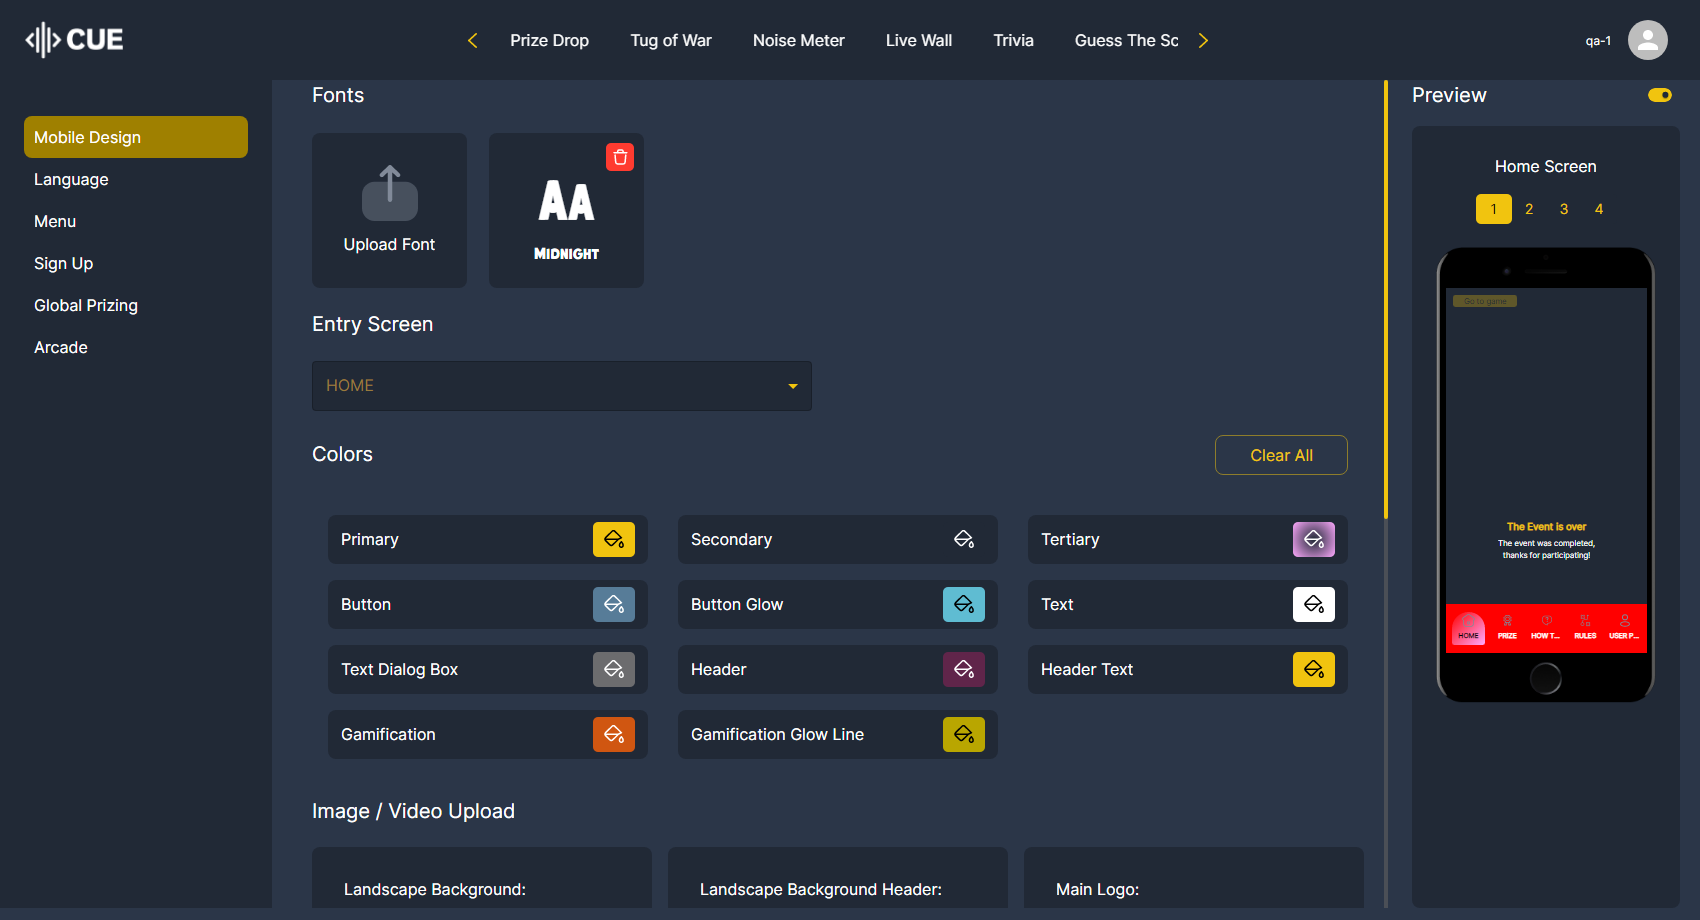 CUE
Prize Drop
Tug of War
Noise Meter
Live Wall
Trivia
Guess The Sc
qa-1
Mobile Design
Language
Menu
Sign Up
Global Prizing
Arcade
Fonts
Upload Font
AA
MIDNIGHT
Entry Screen
HOME
Colors
Clear All
Primary
Secondary
Tertiary
Button
Button Glow
Text
Text Dialog Box
Header
Header Text
Gamification
Gamification Glow Line
Image / Video Upload
Landscape Background:
Landscape Background Header:
Main Logo:
Preview
Home Screen
1
2
3
4
Go to game
The Event is over
The event was completed,
thanks for participating!
HOME
PRIZE
HOW T...
RULES
USER P...